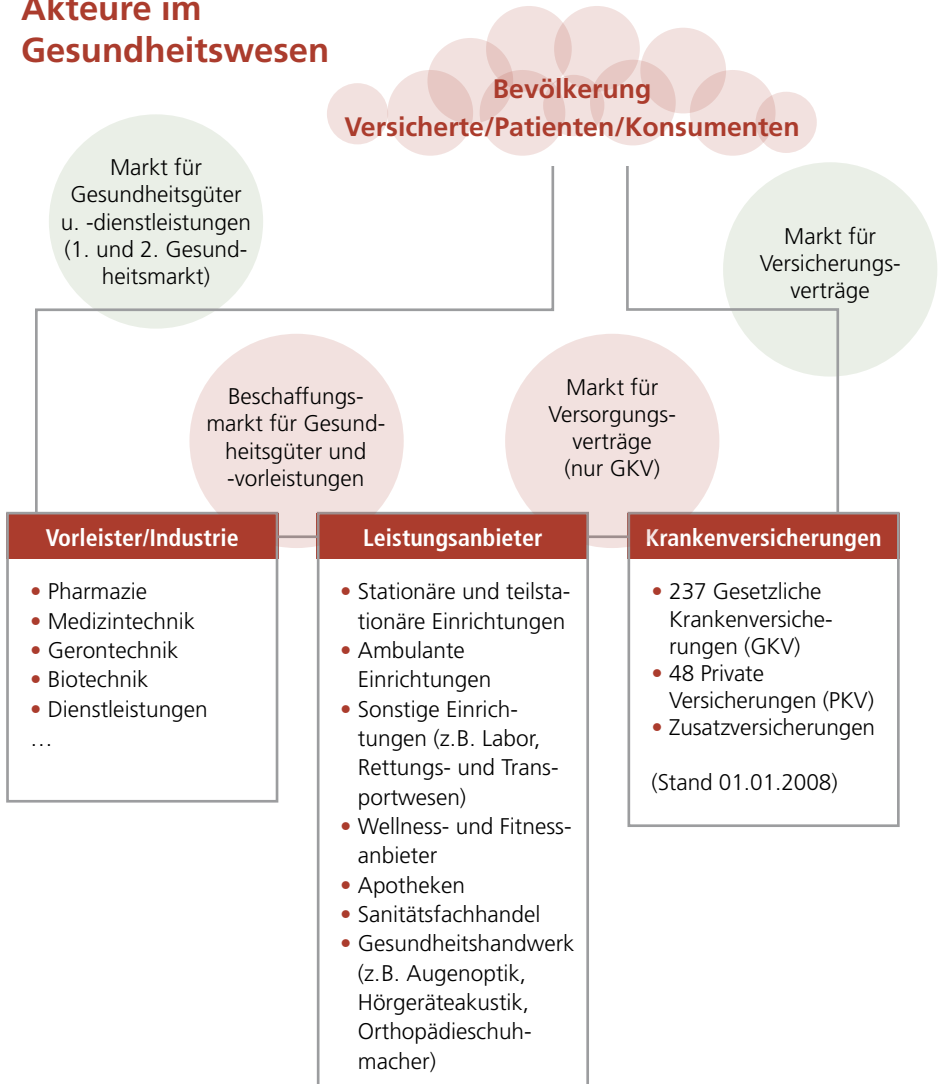 Akteure im
Gesundheitswesen
Bevölkerung
Versicherte/Patienten/Konsumenten
Markt für
Gesundheitsgüter
u. -dienstleistungen
(1. und 2. Gesund-
heitsmarkt)
Markt für
Versicherungs-
verträge
Beschaffungs-
markt für Gesund-
heitsgüter und
-vorleistungen
Markt für
Versorgungs-
verträge
(nur GKV)
Vorleister/Industrie
• Pharmazie
• Medizintechnik
• Gerontechnik
• Biotechnik
• Dienstleistungen
…
Leistungsanbieter
• Stationäre und teilsta-
tionäre Einrichtungen
• Ambulante
Einrichtungen
• Sonstige Einrich-
tungen (z.B. Labor,
Rettungs- und Trans-
portwesen)
• Wellness- und Fitness-
anbieter
• Apotheken
• Sanitätsfachhandel
• Gesundheitshandwerk
(z.B. Augenoptik,
Hörgeräteakustik,
Orthopädieschuh-
macher)
Krankenversicherungen
• 237 Gesetzliche
Krankenversiche-
rungen (GKV)
• 48 Private
Versicherungen (PKV)
• Zusatzversicherungen
(Stand 01.01.2008)